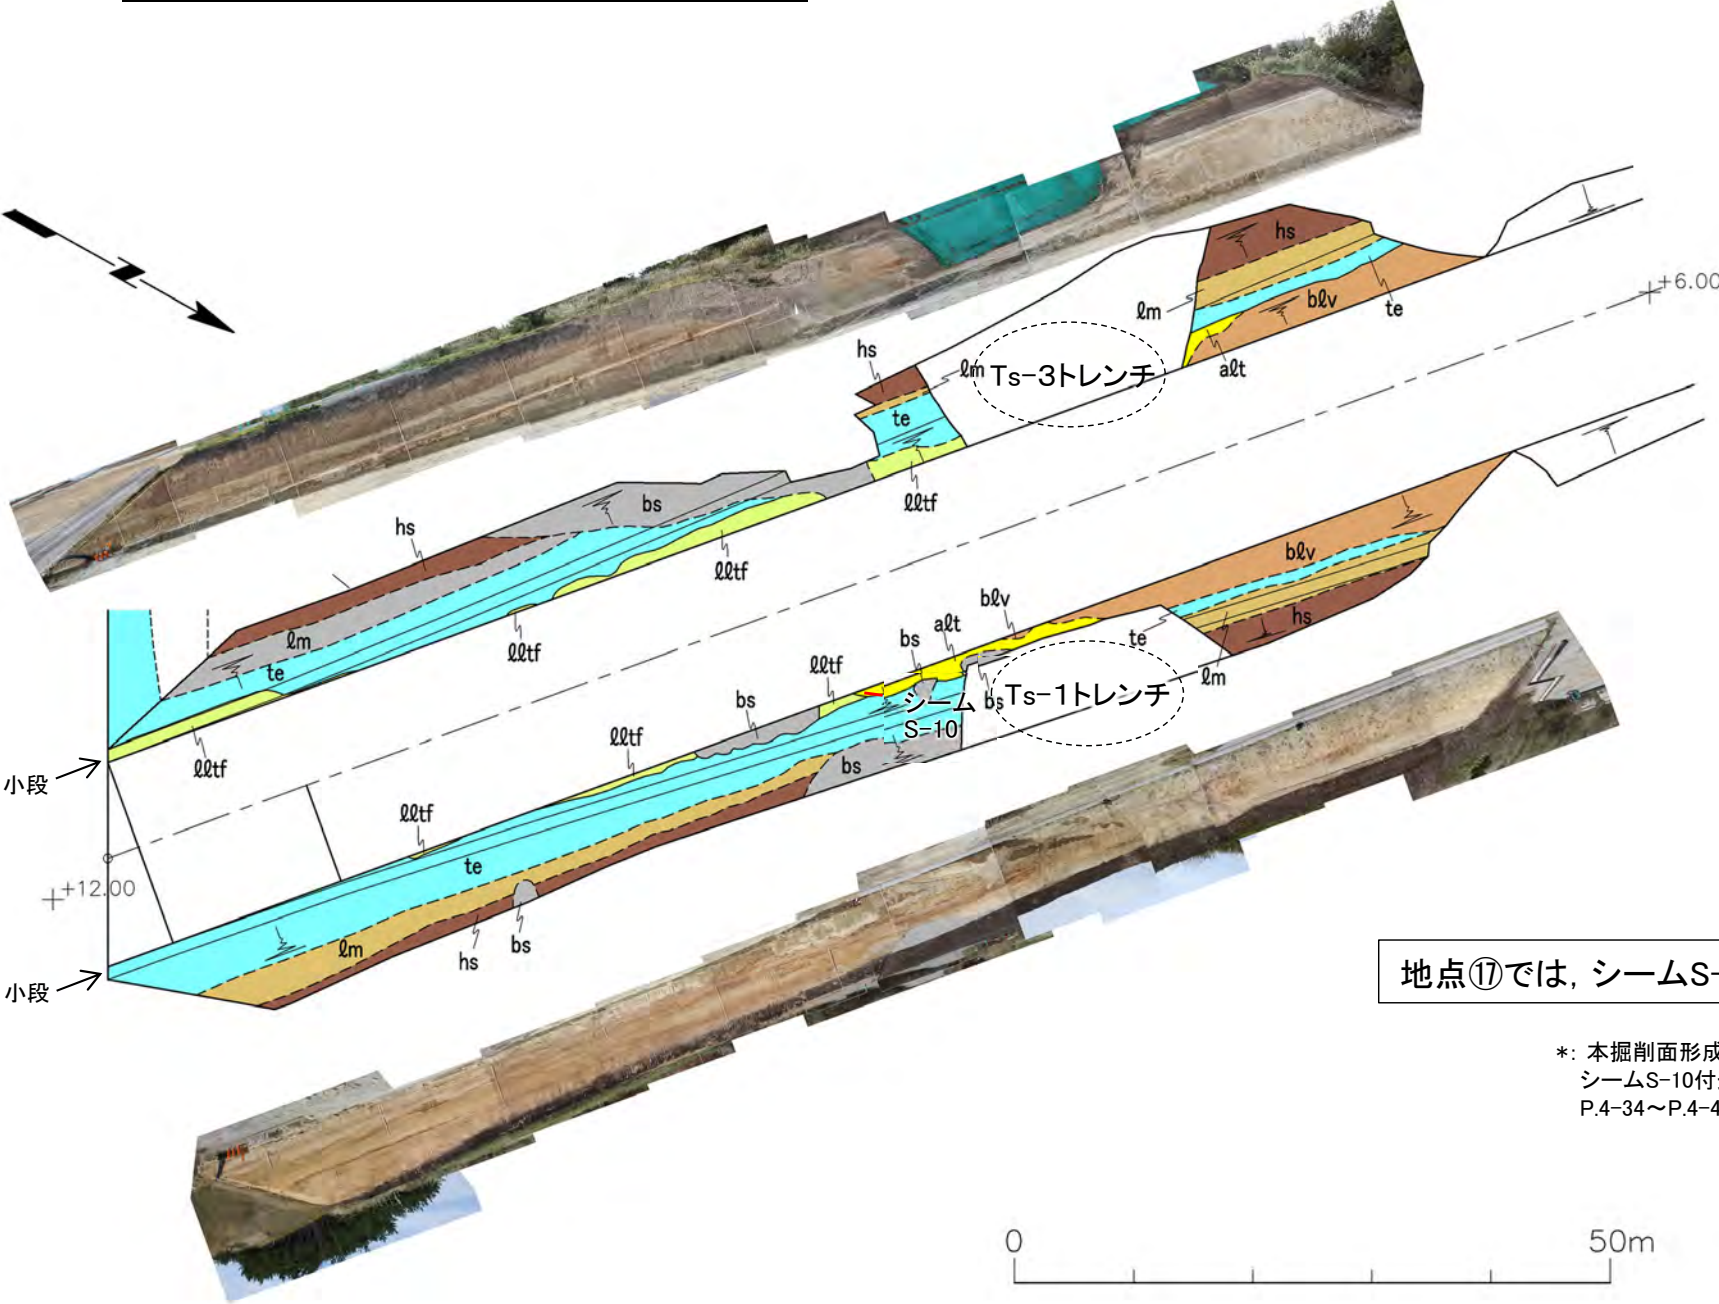 hs
+6.00
ℓm
bℓv
te
hs
ℓm
Ts-3トレンチ
aℓt
te
ℓℓtf
bs
hs
ℓℓtf
bℓv
bℓv
aℓt
te
hs
bs
ℓm
ℓℓtf
ℓℓtf
te
ℓm
シーム
S-10
bs
Ts-1トレンチ
bs
ℓℓtf
bs
小段
ℓℓtf
ℓℓtf
te
+12.00
ℓm
bs
hs
小段
地点⑰では，シームS-
*: 本掘削面形成
シームS-10付
P.4-34～P.4-4
0
50m